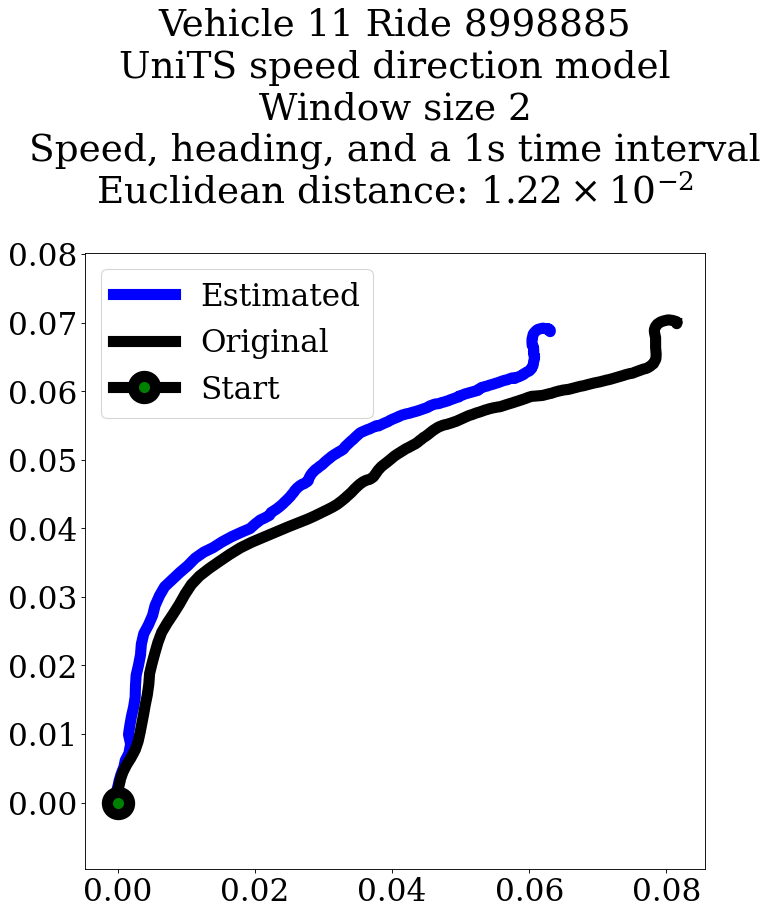 Vehicle 11 Ride 8998885
UniTS speed direction model
Window size 2
Speed, heading, and a 1s time interval
Euclidean distance: 1.22 × 10⁻²
0.08
Estimated
0.07
Original
Start
0.06
0.05
0.04
0.03
0.02
0.01
0.00
0.00 0.02 0.04 0.06 0.08